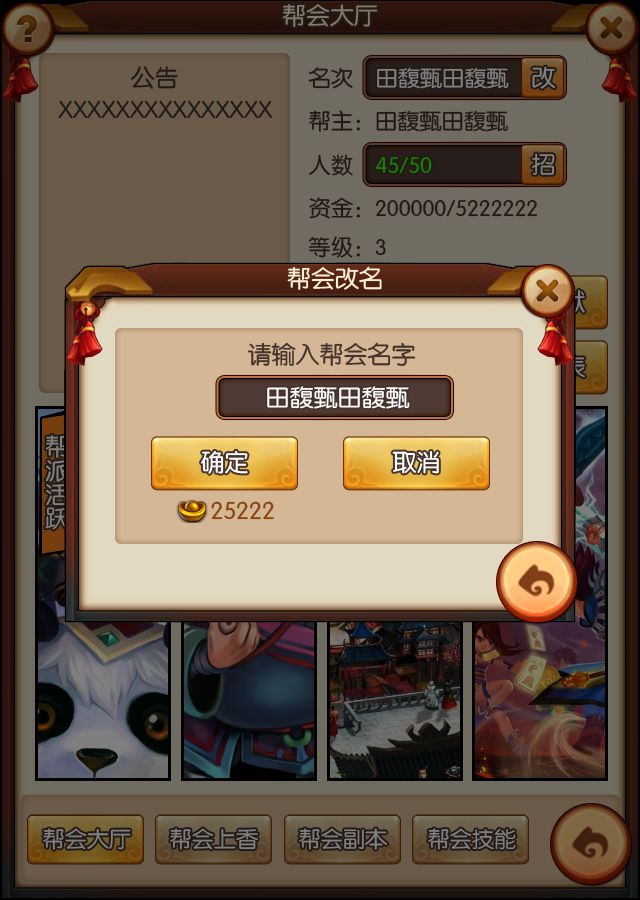 帮会大厅
?
公告
XXXXXXXXXXXXXXX
名次 田馥甄田馥甄 改
帮主：田馥甄田馥甄
人数 45/50 招
资金：200000/5222222
等级：3
帮会改名
请输入帮会名字
田馥甄田馥甄
确定 取消
25222
帮派活跃
帮会大厅 帮会上香 帮会副本 帮会技能